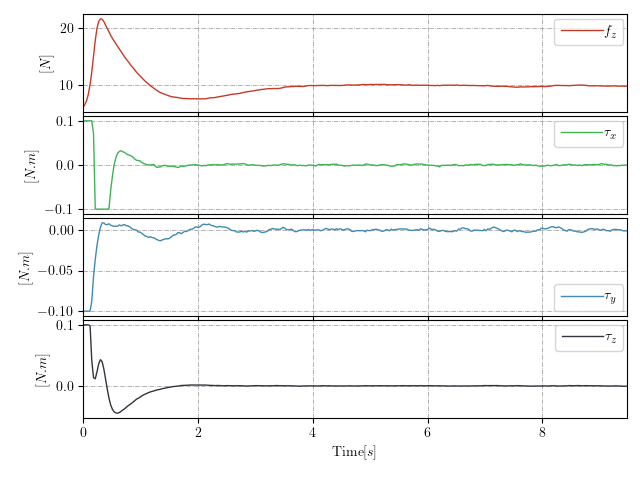 20
10
[N]
f_z
0.1
0.0
−0.1
[N.m]
τ_x
0.00
−0.05
−0.10
[N.m]
τ_y
0.1
0.0
[N.m]
τ_z
0 2 4 6 8
Time[s]